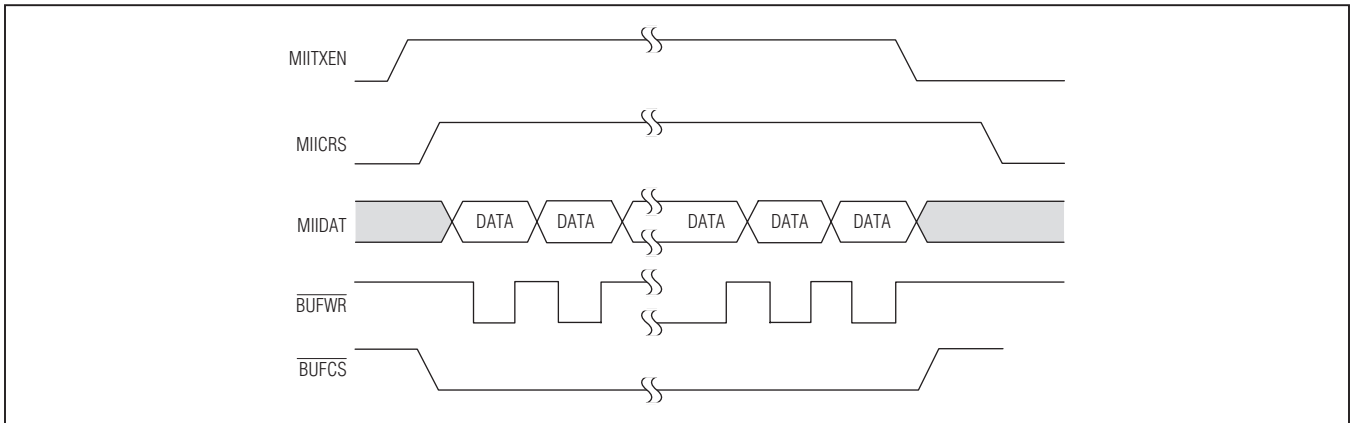 MIITXEN
MIICRS
MIIDAT DATA DATA DATA DATA DATA
BUFWR
BUFCS